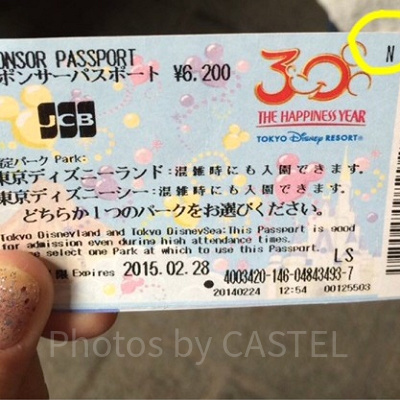 ONSOR PASSPORT
ポンサーパスポート ¥6,200
N
JCB
30th
THE HAPPINESS YEAR
TOKYO Disney RESORT®
定パーク Park:
東京ディズニーランド:混雑時にも入園できます。
東京ディズニーシー:混雑時にも入園できます。
どちらか1つのパークをお選びください。
Tokyo Disneyland and Tokyo DisneySea:This Passport is good
for admission even during high attendance times.
e select one Park at which to use this Passport.
限 Expires 2015.02.28
LS
4003420-146-04843493-7
20140224 12:54 00125503
Photos by CASTEL